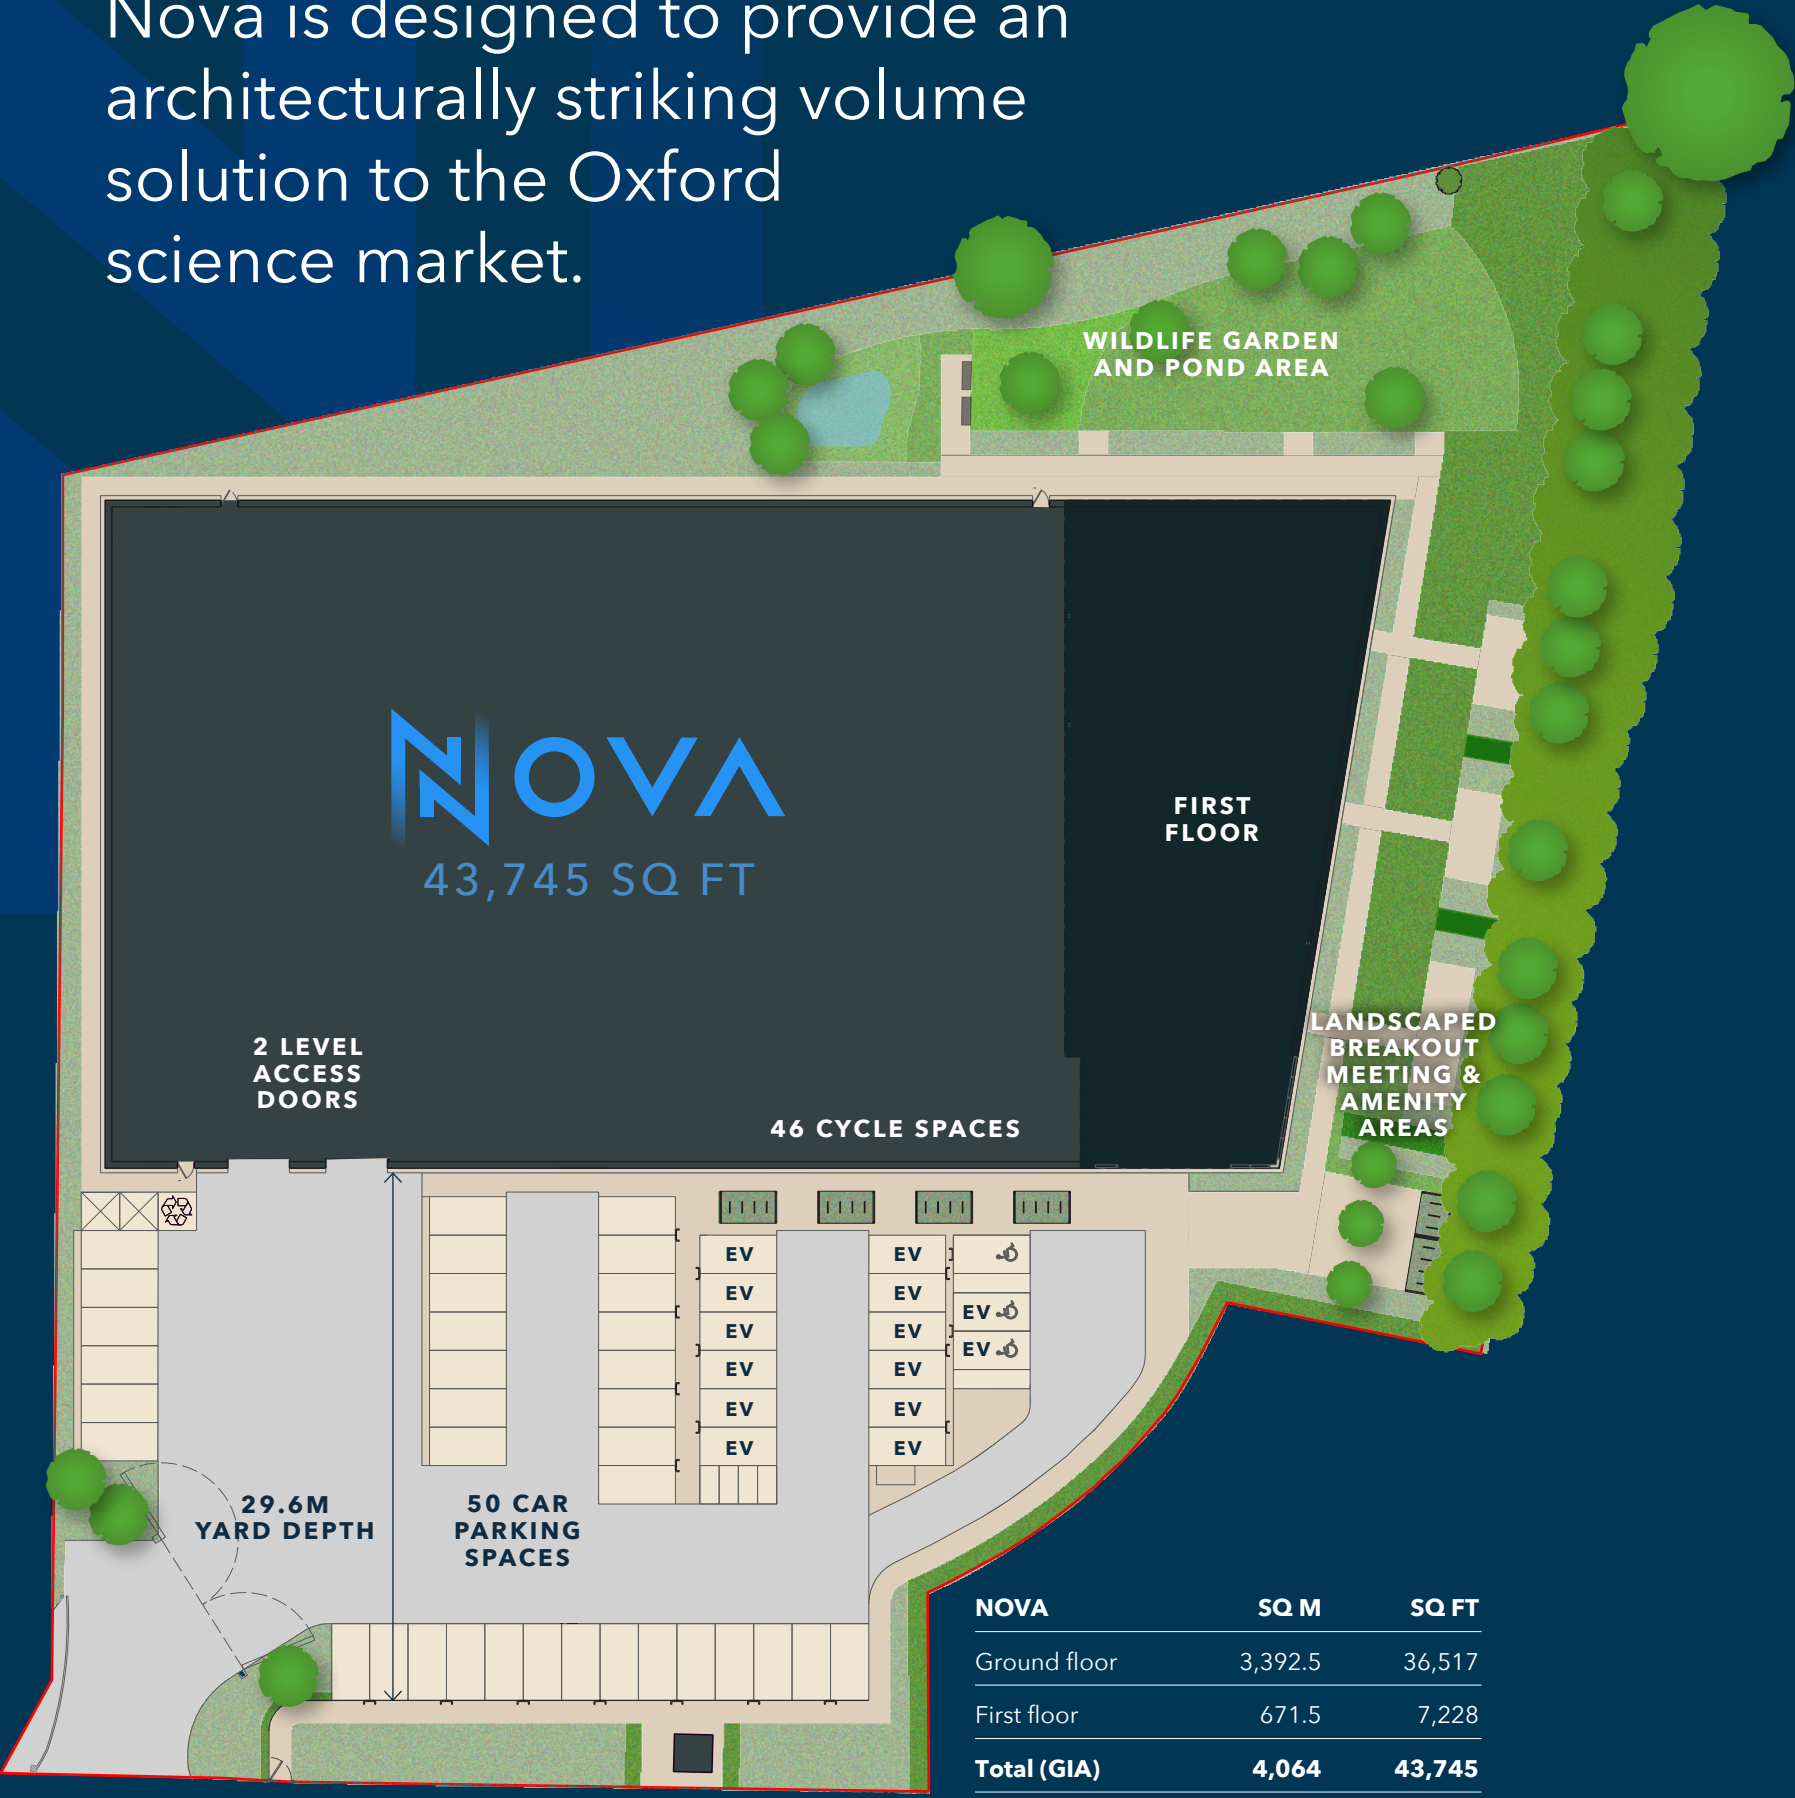 Nova is designed to provide an
architecturally striking volume
solution to the Oxford
science market.
WILDLIFE GARDEN
AND POND AREA
NOVA
43,745 SQ FT
FIRST
FLOOR
2 LEVEL
ACCESS
DOORS
46 CYCLE SPACES
LANDSCAPED
BREAKOUT
MEETING &
AMENITY
AREAS
EV EV
EV EV EV
EV EV EV
EV EV
EV EV
EV EV
29.6M
YARD DEPTH
50 CAR
PARKING
SPACES
NOVA SQ M SQ FT
Ground floor 3,392.5 36,517
First floor 671.5 7,228
Total (GIA) 4,064 43,745